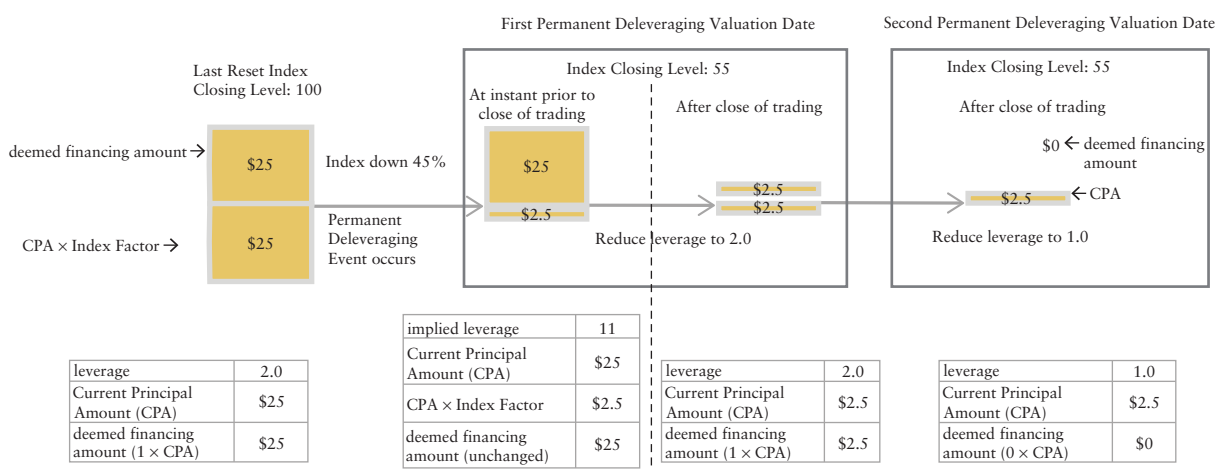 First Permanent Deleveraging Valuation Date
Second Permanent Deleveraging Valuation Date
Last Reset Index
Closing Level: 100
deemed financing amount →
$25
CPA × Index Factor →
$25
Index down 45%
Permanent
Deleveraging
Event occurs
Index Closing Level: 55
At instant prior to
close of trading
$25
$2.5
After close of trading
$2.5
$2.5
Reduce leverage to 2.0
Index Closing Level: 55
After close of trading
$0 ← deemed financing
amount
$2.5
← CPA
Reduce leverage to 1.0
leverage 2.0
Current Principal
Amount (CPA) $25
deemed financing
amount (1 × CPA) $25
implied leverage 11
Current Principal
Amount (CPA) $25
CPA × Index Factor $2.5
deemed financing
amount (unchanged) $25
leverage 2.0
Current Principal
Amount (CPA) $2.5
deemed financing
amount (1 × CPA) $2.5
leverage 1.0
Current Principal
Amount (CPA) $2.5
deemed financing
amount (0 × CPA) $0